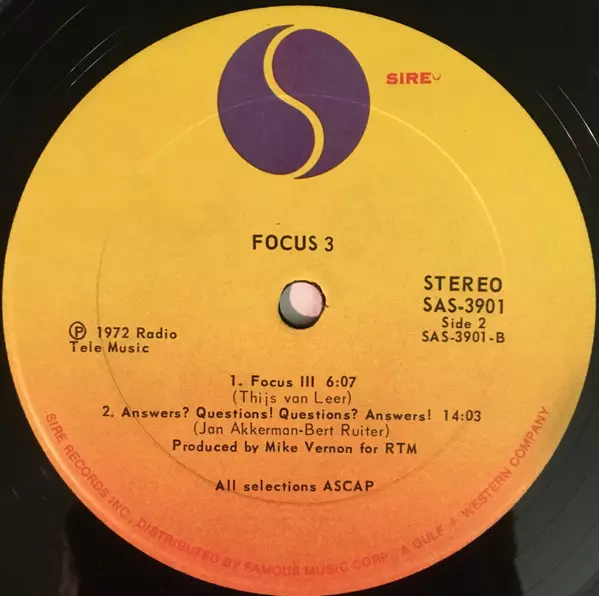 SIRE
FOCUS 3
STEREO
SAS-3901
Side 2
SAS-3901-B
Ⓟ 1972 Radio
Tele Music
1. Focus III 6:07
(Thijs van Leer)
2. Answers? Questions! Questions? Answers! 14:03
(Jan Akkerman-Bert Ruiter)
Produced by Mike Vernon for RTM
All selections ASCAP
SIRE RECORDS INC., DISTRIBUTED BY FAMOUS MUSIC CORP., A GULF + WESTERN COMPANY